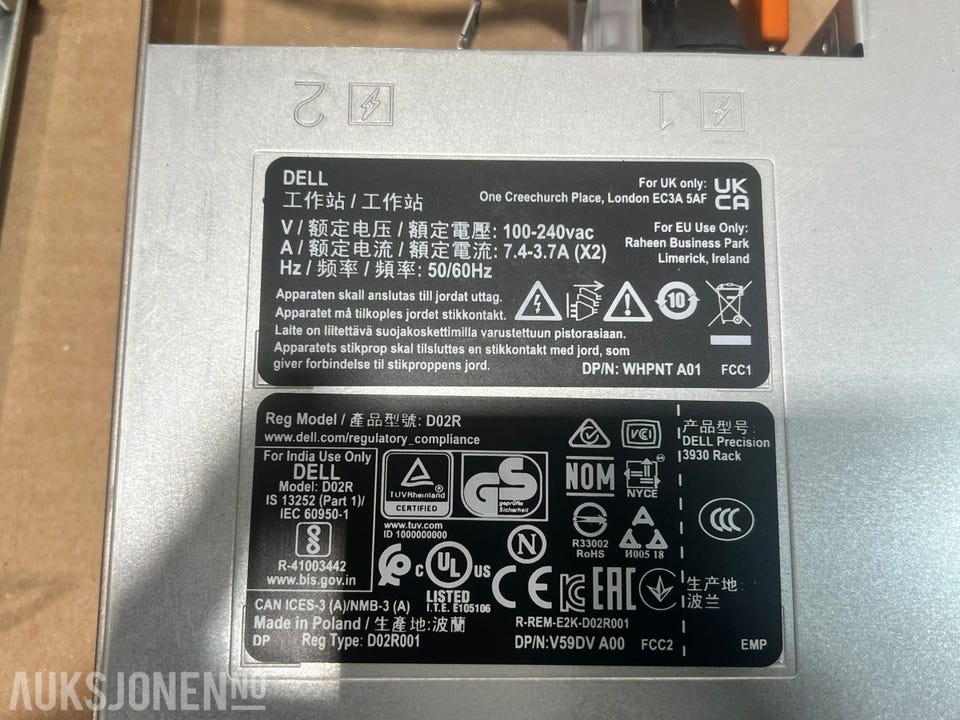 2
1
DELL
工作站 / 工作站
V / 额定电压 / 額定電壓: 100-240vac
A / 额定电流 / 額定電流: 7.4-3.7A (X2)
Hz / 频率 / 頻率: 50/60Hz
For UK only:
One Creechurch Place, London EC3A 5AF
UK
CA
For EU Use Only:
Raheen Business Park
Limerick, Ireland
Apparaten skall anslutas till jordat uttag.
Apparatet må tilkoples jordet stikkontakt.
Laite on liitettävä suojakoskettimilla varustettuun pistorasiaan.
Apparatets stikprop skal tilsluttes en stikkontakt med jord, som
giver forbindelse til stikproppens jord.
10
DP/N: WHPNT A01 FCC1
Reg Model / 產品型號: D02R
www.dell.com/regulatory_compliance
For India Use Only
DELL
Model: D02R
IS 13252 (Part 1)/
IEC 60950-1
R-41003442
www.bis.gov.in
TUVRheinland
CERTIFIED
www.tuv.com
ID 1000000000
GS
geprüfte
Sicherheit
VCI
NOM
NYCE
R33002
RoHS
И005 18
N
c UL US
LISTED
I.T.E. E105106
CE
EAC
R-REM-E2K-D02R001
CAN ICES-3 (A)/NMB-3 (A)
Made in Poland / 生產地:波蘭
DP Reg Type: D02R001
DP/N:V59DV A00 FCC2
产品型号:
DELL Precision
3930 Rack
CCC
生产地:
波兰
EMP
AUKSJONEN.NO